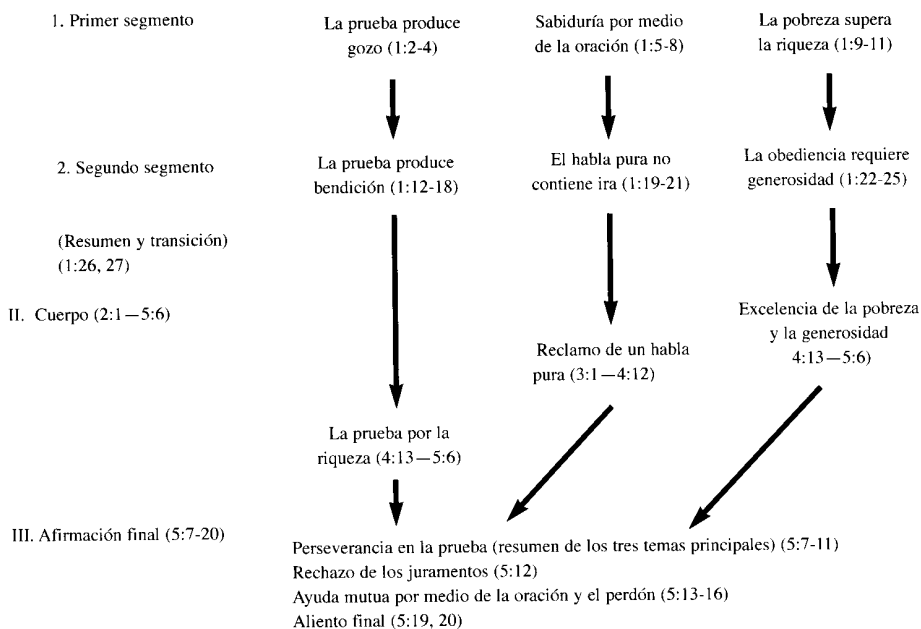 1. Primer segmento
La prueba produce
gozo (1:2-4)
Sabiduría por medio
de la oración (1:5-8)
La pobreza supera
la riqueza (1:9-11)
2. Segundo segmento
La prueba produce
bendición (1:12-18)
El habla pura no
contiene ira (1:19-21)
La obediencia requiere
generosidad (1:22-25)
(Resumen y transición)
(1:26, 27)
II. Cuerpo (2:1—5:6)
Excelencia de la pobreza
y la generosidad
4:13—5:6)
Reclamo de un habla
pura (3:1—4:12)
La prueba por la
riqueza (4:13—5:6)
III. Afirmación final (5:7-20)
Perseverancia en la prueba (resumen de los tres temas principales) (5:7-11)
Rechazo de los juramentos (5:12)
Ayuda mutua por medio de la oración y el perdón (5:13-16)
Aliento final (5:19, 20)